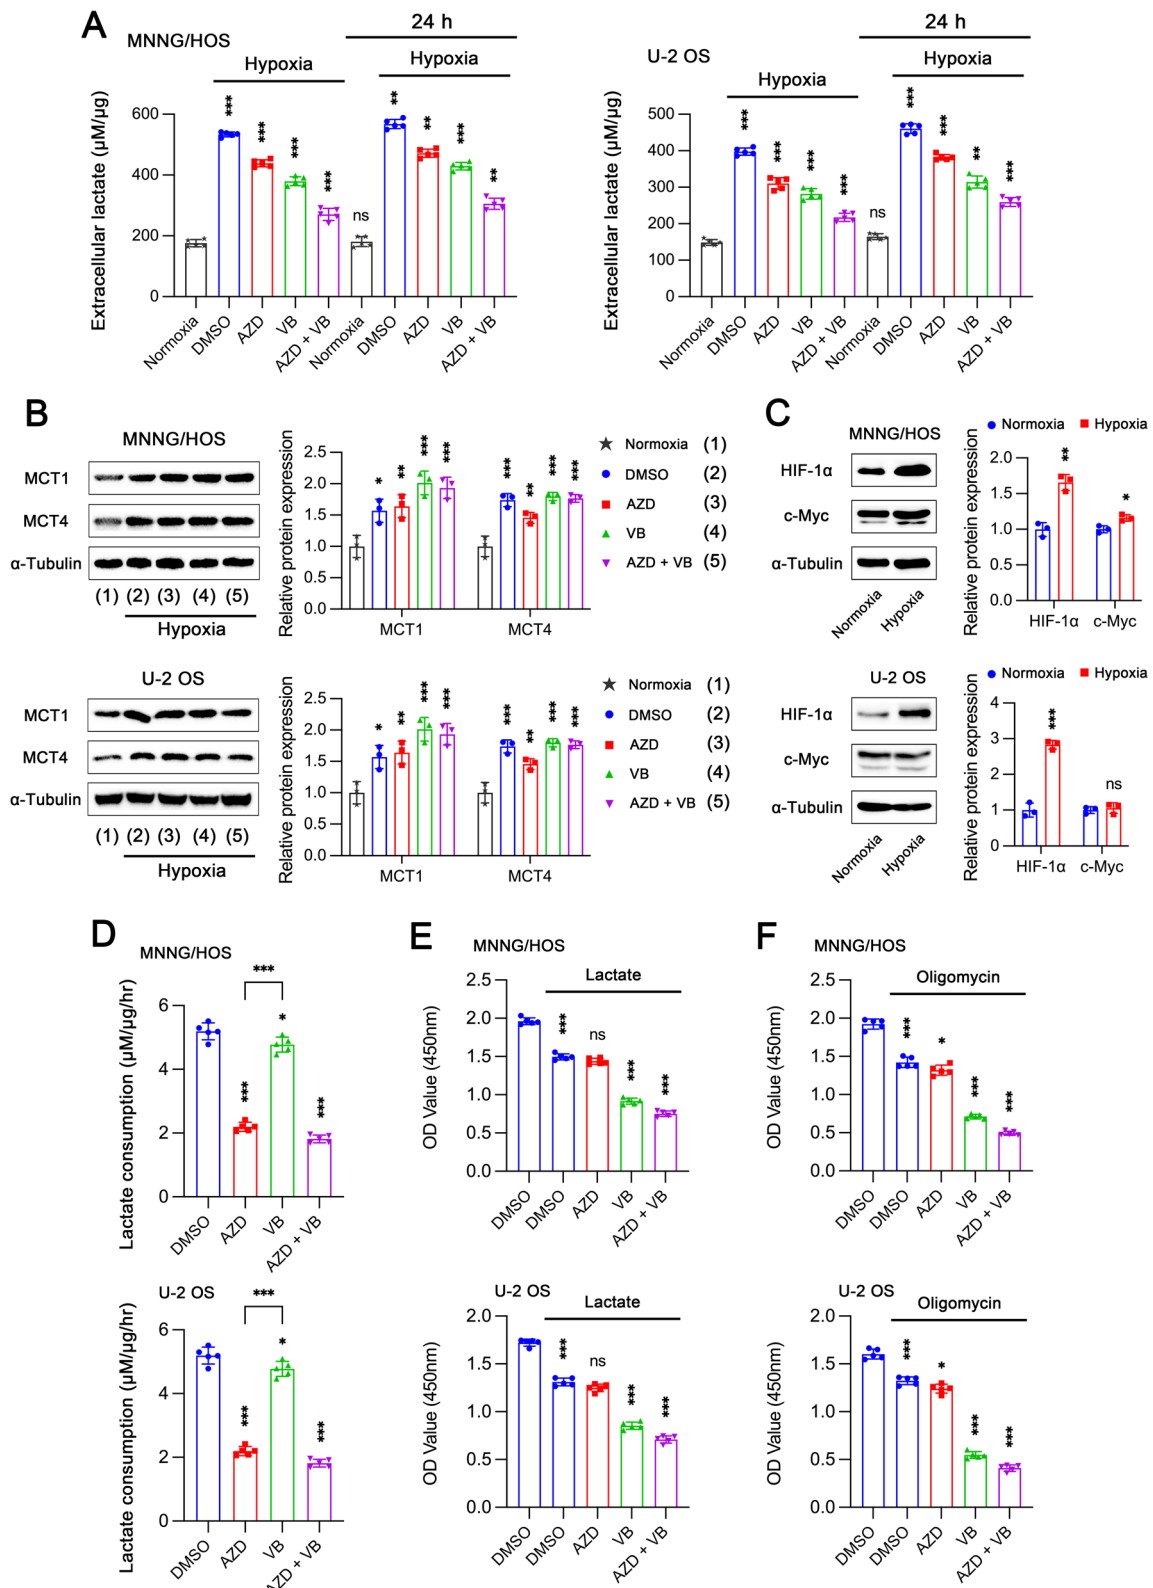 A
MNNG/HOS
24 h
Hypoxia
Hypoxia
***
***
***
***
ns
**
**
***
**
Extracellular lactate (μM/μg)
600
400
200
0
Normoxia
DMSO
AZD
VB
AZD + VB
Normoxia
DMSO
AZD
VB
AZD + VB
U-2 OS
24 h
Hypoxia
Hypoxia
***
***
***
***
ns
***
***
**
***
Extracellular lactate (μM/μg)
500
400
300
200
100
0
Normoxia
DMSO
AZD
VB
AZD + VB
Normoxia
DMSO
AZD
VB
AZD + VB
B
MNNG/HOS
MCT1
MCT4
α-Tubulin
(1) (2) (3) (4) (5)
Hypoxia
Relative protein expression
2.5
2.0
1.5
1.0
0.5
0.0
*
**
***
***
***
**
***
***
MCT1
MCT4
Normoxia (1)
DMSO (2)
AZD (3)
VB (4)
AZD + VB (5)
U-2 OS
MCT1
MCT4
α-Tubulin
(1) (2) (3) (4) (5)
Hypoxia
Relative protein expression
2.5
2.0
1.5
1.0
0.5
0.0
*
**
***
***
***
**
***
***
MCT1
MCT4
Normoxia (1)
DMSO (2)
AZD (3)
VB (4)
AZD + VB (5)
C
MNNG/HOS
HIF-1α
c-Myc
α-Tubulin
Normoxia
Hypoxia
Normoxia Hypoxia
Relative protein expression
2.0
1.5
1.0
0.5
0.0
**
*
HIF-1α c-Myc
U-2 OS
HIF-1α
c-Myc
α-Tubulin
Normoxia
Hypoxia
Normoxia Hypoxia
Relative protein expression
4
3
2
1
0
***
ns
HIF-1α c-Myc
D
MNNG/HOS
***
***
*
***
Lactate consumption (μM/μg/hr)
6
4
2
0
DMSO
AZD
VB
AZD + VB
U-2 OS
***
***
*
***
Lactate consumption (μM/μg/hr)
6
4
2
0
DMSO
AZD
VB
AZD + VB
E
MNNG/HOS
Lactate
***
ns
***
***
OD Value (450nm)
2.5
2.0
1.5
1.0
0.5
0.0
DMSO
DMSO
AZD
VB
AZD + VB
U-2 OS
Lactate
***
ns
***
***
OD Value (450nm)
2.0
1.5
1.0
0.5
0.0
DMSO
DMSO
AZD
VB
AZD + VB
F
MNNG/HOS
Oligomycin
***
*
***
***
OD Value (450nm)
2.5
2.0
1.5
1.0
0.5
0.0
DMSO
DMSO
AZD
VB
AZD + VB
U-2 OS
Oligomycin
***
*
***
***
OD Value (450nm)
2.0
1.5
1.0
0.5
0.0
DMSO
DMSO
AZD
VB
AZD + VB